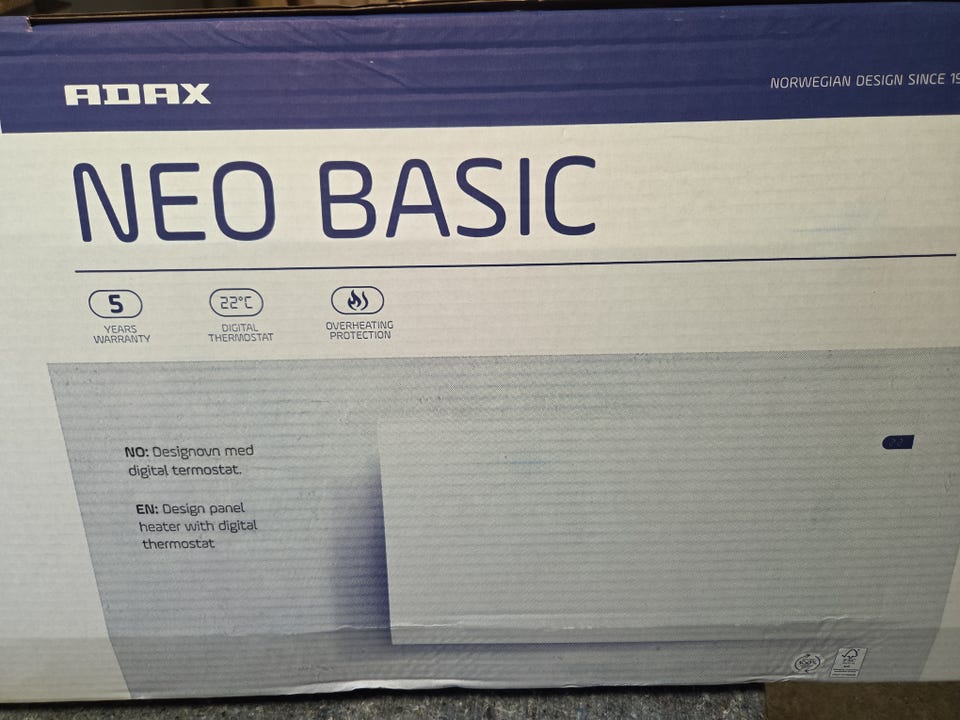 ADAX
NORWEGIAN DESIGN SINCE 19
NEO BASIC
5
YEARS
WARRANTY
22°C
DIGITAL
THERMOSTAT
OVERHEATING
PROTECTION
NO: Designovn med
digital termostat.
EN: Design panel
heater with digital
thermostat